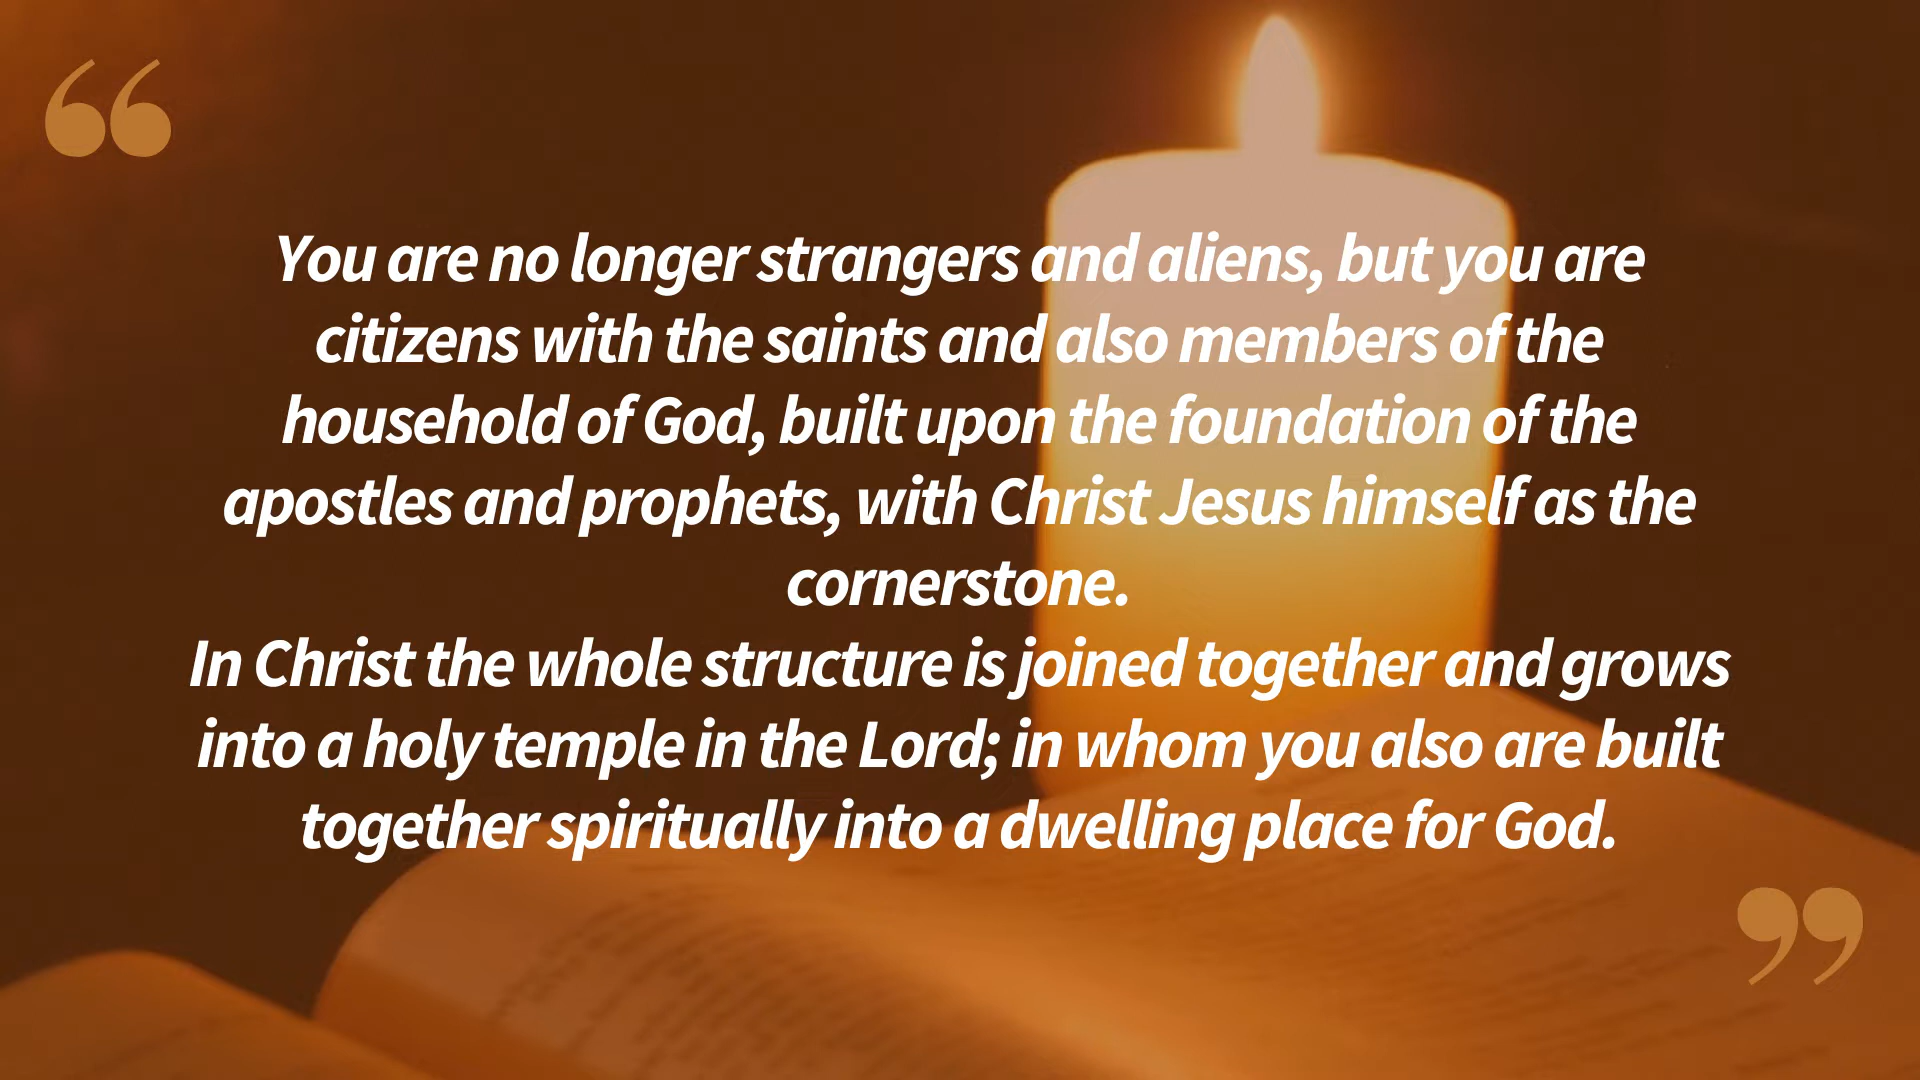 “
You are no longer strangers and aliens, but you are
citizens with the saints and also members of the
household of God, built upon the foundation of the
apostles and prophets, with Christ Jesus himself as the
cornerstone.
In Christ the whole structure is joined together and grows
into a holy temple in the Lord; in whom you also are built
together spiritually into a dwelling place for God.
”